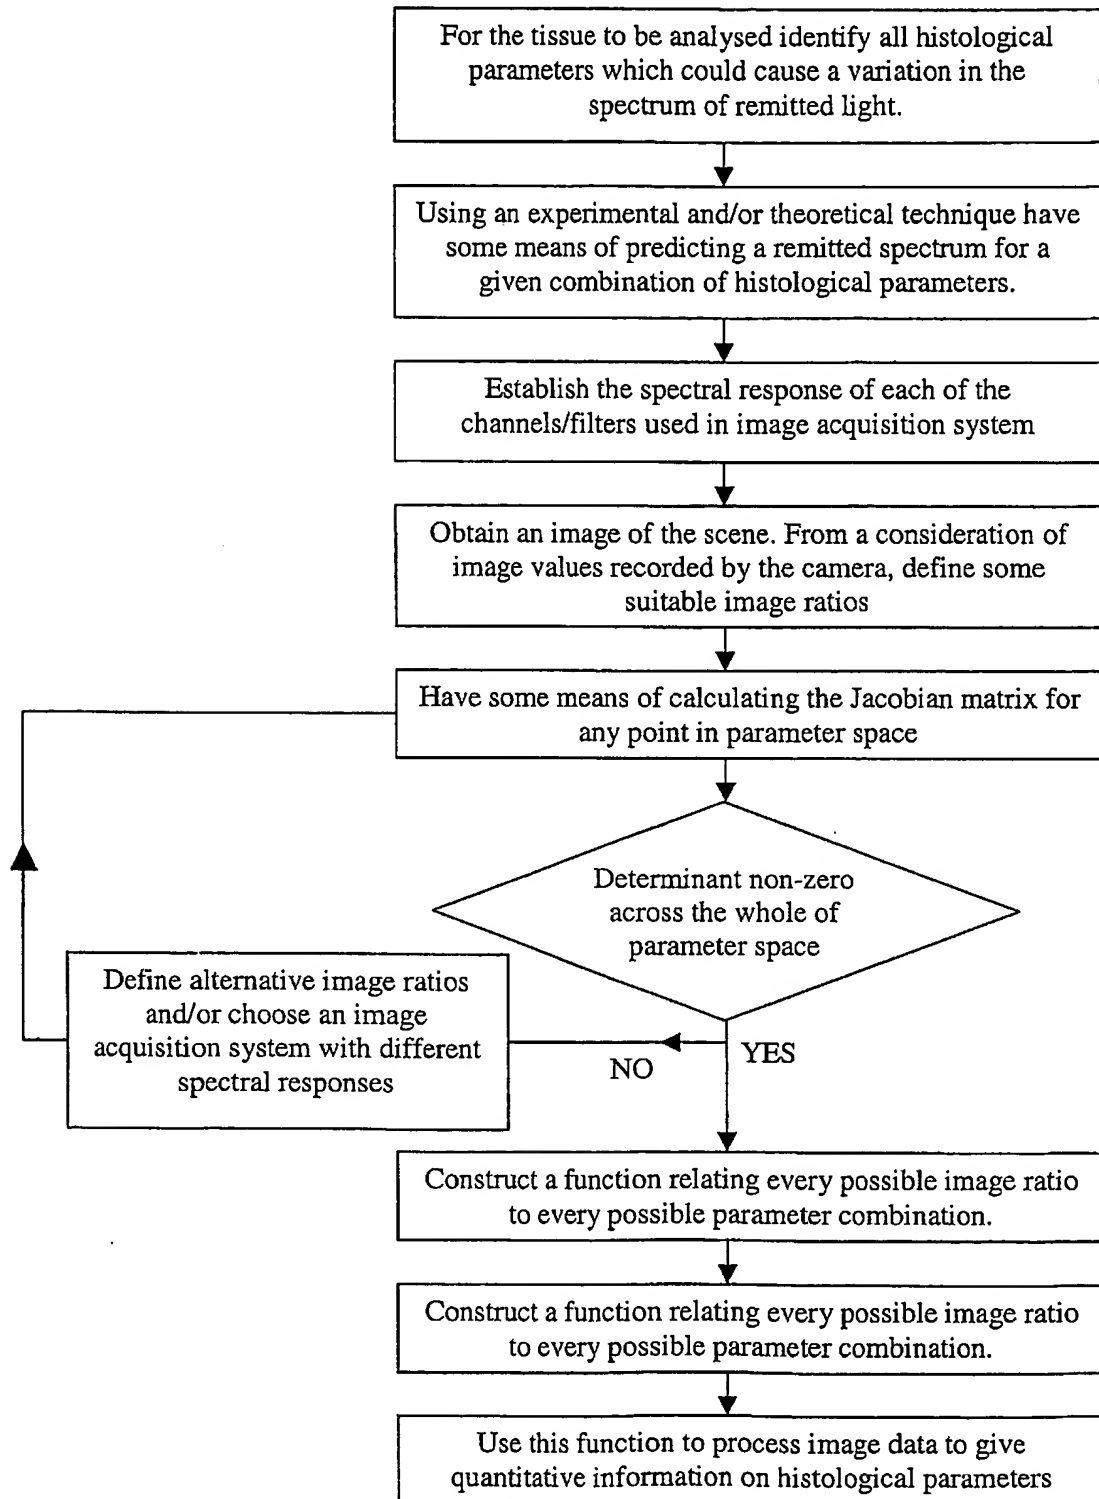 For the tissue to be analysed identify all histological
parameters which could cause a variation in the
spectrum of remitted light.
Using an experimental and/or theoretical technique have
some means of predicting a remitted spectrum for a
given combination of histological parameters.
Establish the spectral response of each of the
channels/filters used in image acquisition system
Obtain an image of the scene. From a consideration of
image values recorded by the camera, define some
suitable image ratios
Have some means of calculating the Jacobian matrix for
any point in parameter space
Determinant non-zero
across the whole of
parameter space
Define alternative image ratios
and/or choose an image
acquisition system with different
spectral responses
NO
YES
Construct a function relating every possible image ratio
to every possible parameter combination.
Construct a function relating every possible image ratio
to every possible parameter combination.
Use this function to process image data to give
quantitative information on histological parameters